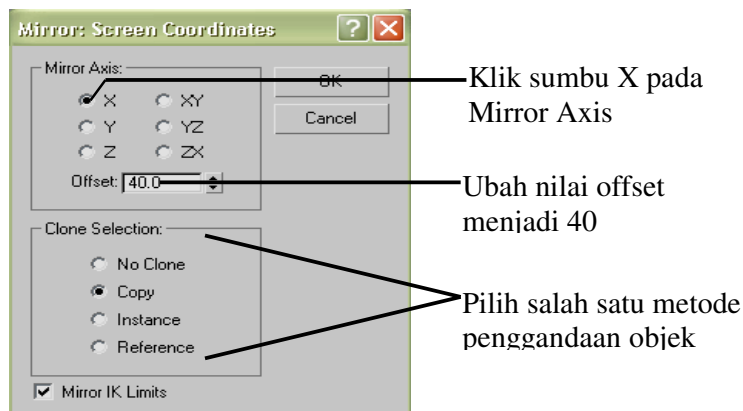 Mirror: Screen Coordinates
Mirror Axis:
X XY
Y YZ
Z ZX
Offset: 40.0
OK
Cancel
Clone Selection:
No Clone
Copy
Instance
Reference
Mirror IK Limits
Klik sumbu X pada
Mirror Axis
Ubah nilai offset
menjadi 40
Pilih salah satu metode
penggandaan objek